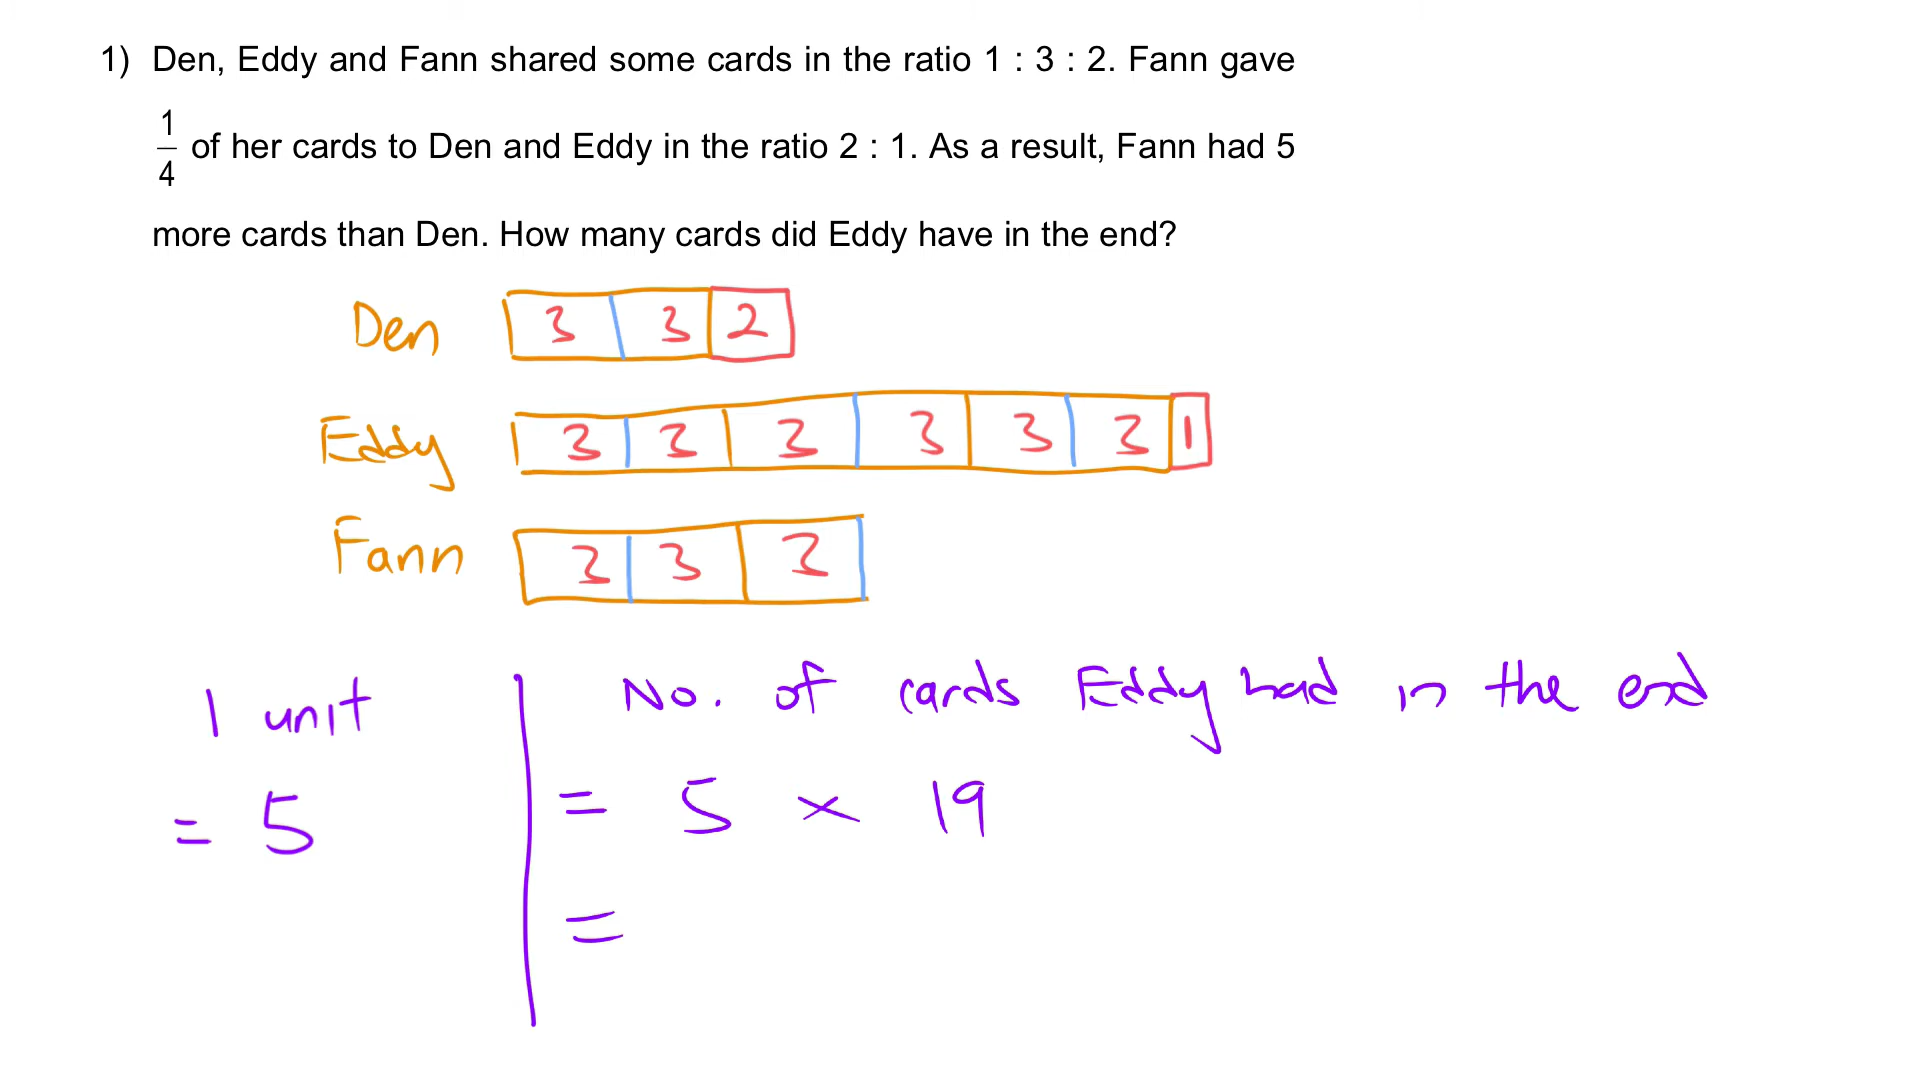 1) Den, Eddy and Fann shared some cards in the ratio 1 : 3 : 2. Fann gave
1/4 of her cards to Den and Eddy in the ratio 2 : 1. As a result, Fann had 5
more cards than Den. How many cards did Eddy have in the end?
Den 3 3 2
Eddy 3 3 3 3 3 3 1
Fann 3 3 3
1 unit
= 5
No. of cards Eddy had in the end
= 5 × 19
=